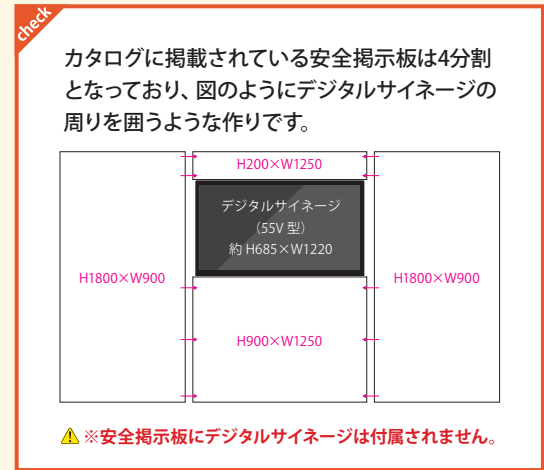 check
カタログに掲載されている安全掲示板は4分割
となっており、図のようにデジタルサイネージの
周りを囲うような作りです。
H200×W1250
デジタルサイネージ
（55V 型）
約 H685×W1220
H1800×W900
H1800×W900
H900×W1250
※安全掲示板にデジタルサイネージは付属されません。